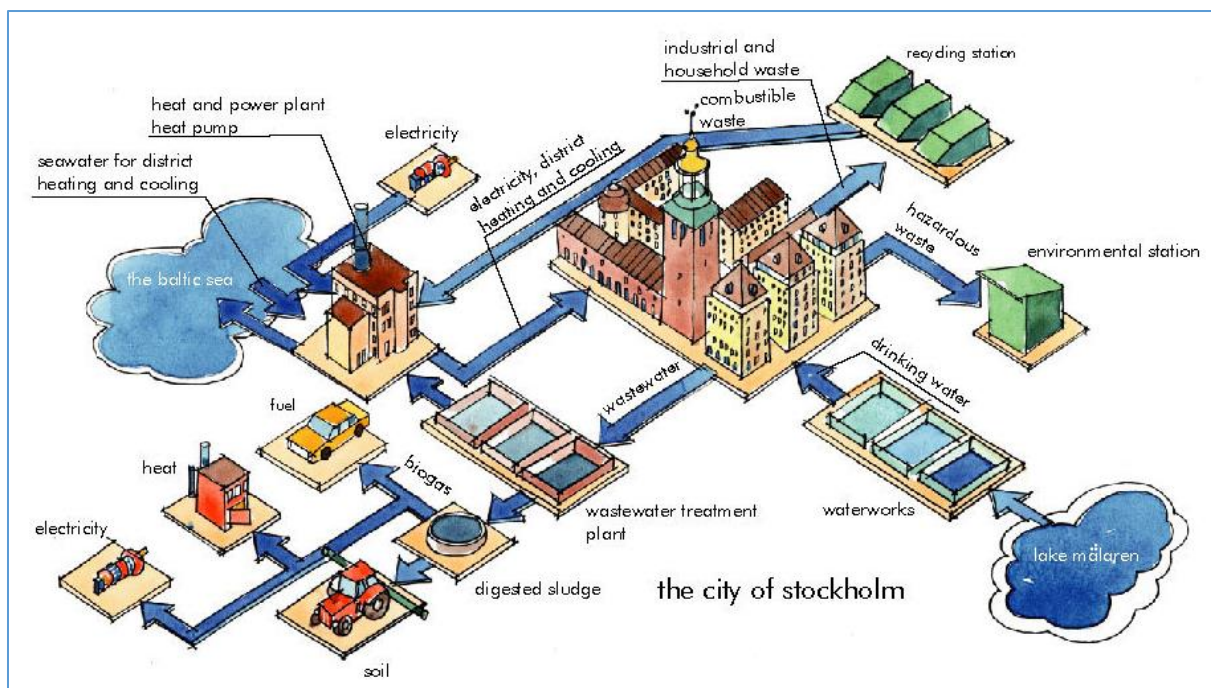 industrial and
household waste
recyding station
heat and power plant
heat pump
combustible
waste
electricity
seawater for district
heating and cooling
electricity, district
heating and cooling
hazardous
waste
environmental station
the baltic sea
drinking water
wastewater
fuel
biogas
heat
wastewater treatment
plant
waterworks
electricity
lake mälaren
digested sludge
the city of stockholm
soil